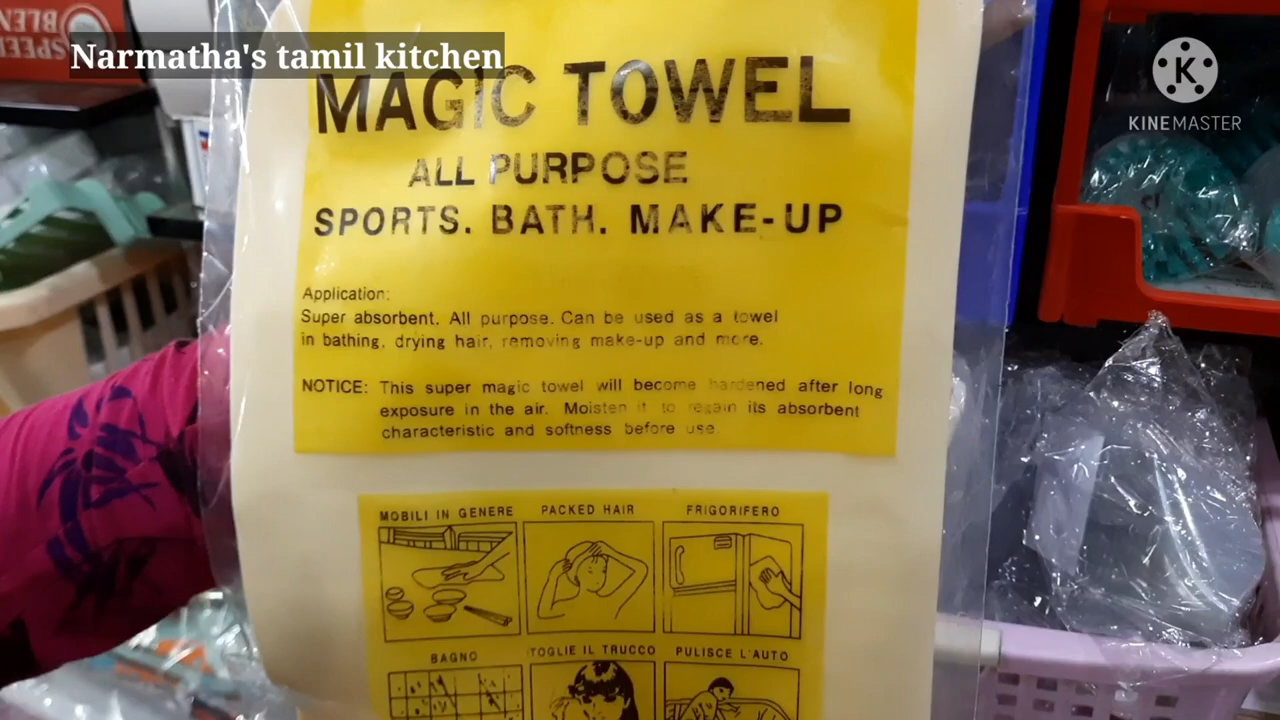 Narmatha's tamil kitchen
KINEMASTER
MAGIC TOWEL
ALL PURPOSE
SPORTS. BATH. MAKE-UP
Application:
Super absorbent. All purpose. Can be used as a towel
in bathing, drying hair, removing make-up and more.
NOTICE: This super magic towel will become hardened after long
exposure in the air. Moisten it to regain its absorbent
characteristic and softness before use
MOBILI IN GENERE
PACKED HAIR
FRIGORIFERO
BAGNO
TOGLIE IL TRUCCO
PULISCE L'AUTO